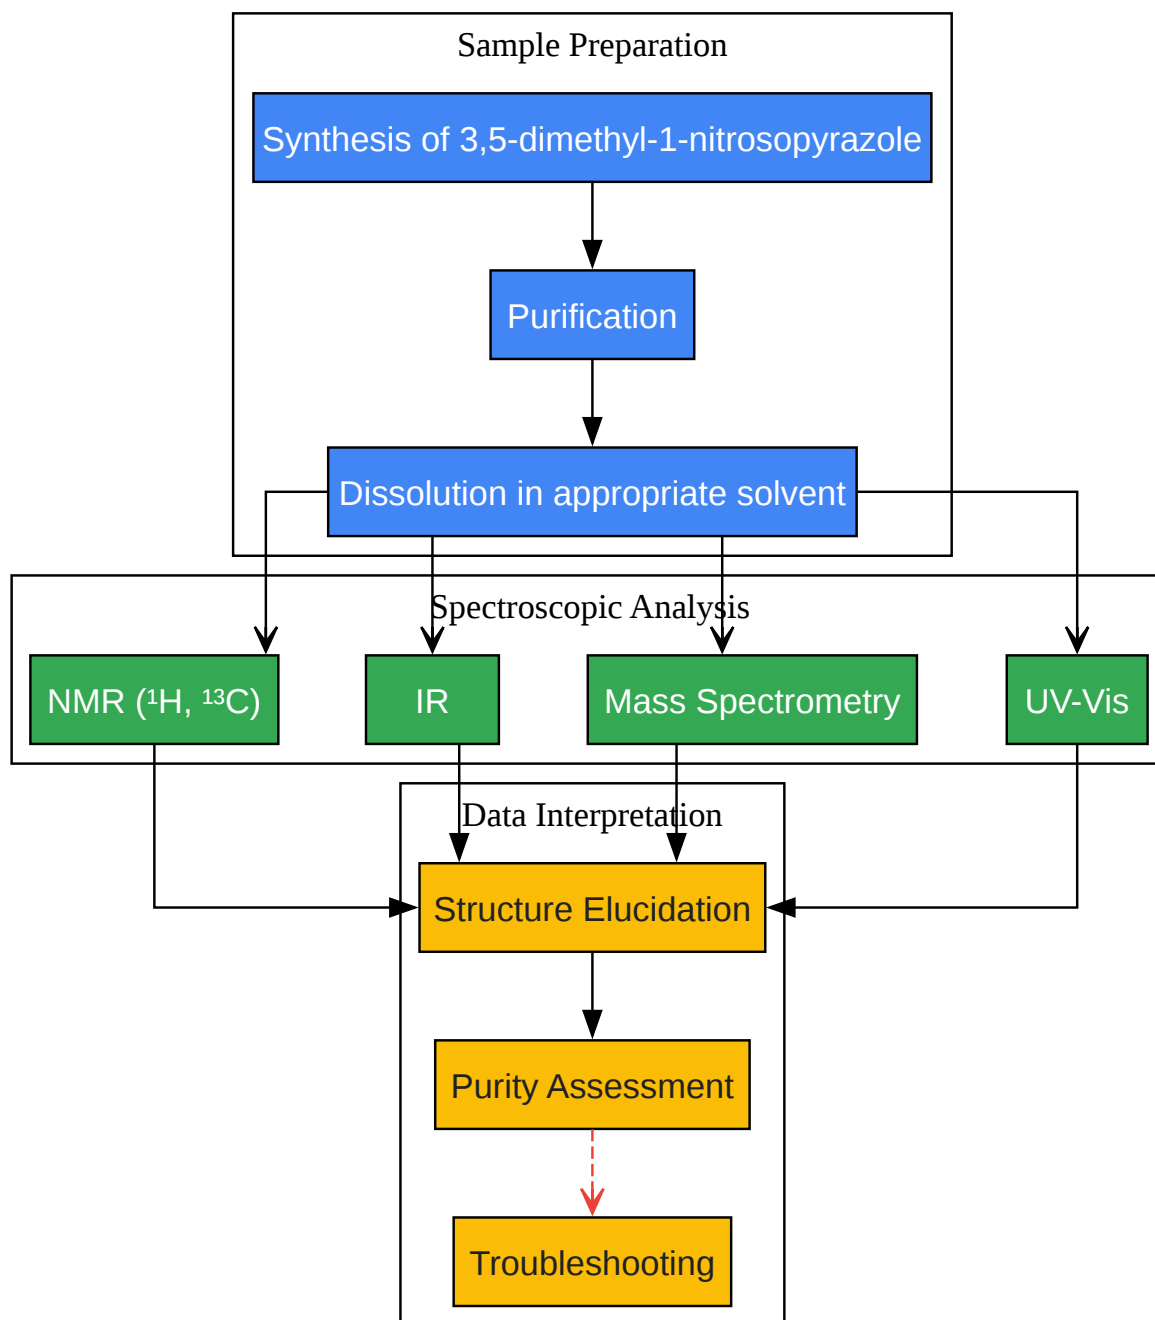 Sample Preparation
Synthesis of 3,5-dimethyl-1-nitrosopyrazole
Purification
Dissolution in appropriate solvent
Spectroscopic Analysis
NMR (¹H, ¹³C)
IR
Mass Spectrometry
UV-Vis
Data Interpretation
Structure Elucidation
Purity Assessment
Troubleshooting